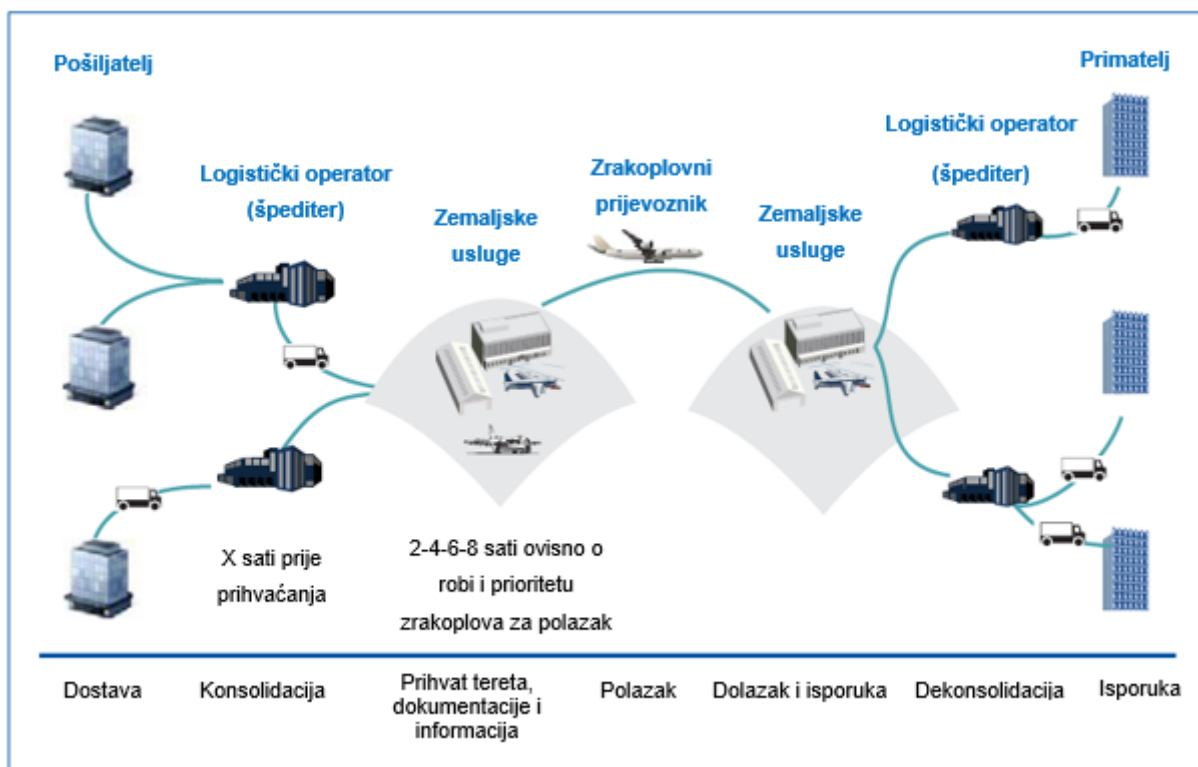 Pošiljatelj
Primatelj
Logistički operator
(špediter)
Zemaljske
usluge
Zrakoplovni
prijevoznik
Zemaljske
usluge
Logistički operator
(špediter)
X sati prije
prihvaćanja
2-4-6-8 sati ovisno o
robi i prioritetu
zrakoplova za polazak
Dostava
Konsolidacija
Prihvat tereta,
dokumentacije i
informacija
Polazak
Dolazak i isporuka
Dekonsolidacija
Isporuka